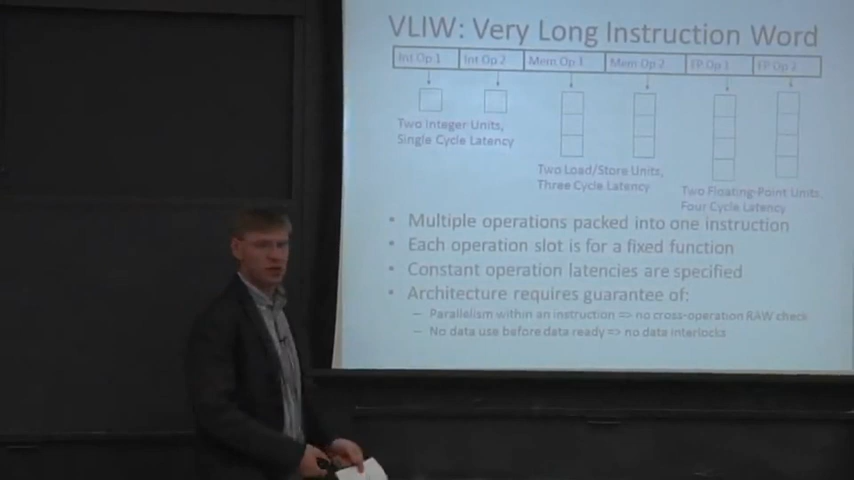 VLIW: Very Long Instruction Word
Int Op 1 Int Op 2 Mem Op 1 Mem Op 2 FP Op 1 FP Op 2
Two Integer Units,
Single Cycle Latency
Two Load/Store Units,
Three Cycle Latency
Two Floating-Point Units,
Four Cycle Latency
• Multiple operations packed into one instruction
• Each operation slot is for a fixed function
• Constant operation latencies are specified
• Architecture requires guarantee of:
– Parallelism within an instruction => no cross-operation RAW check
– No data use before data ready => no data interlocks